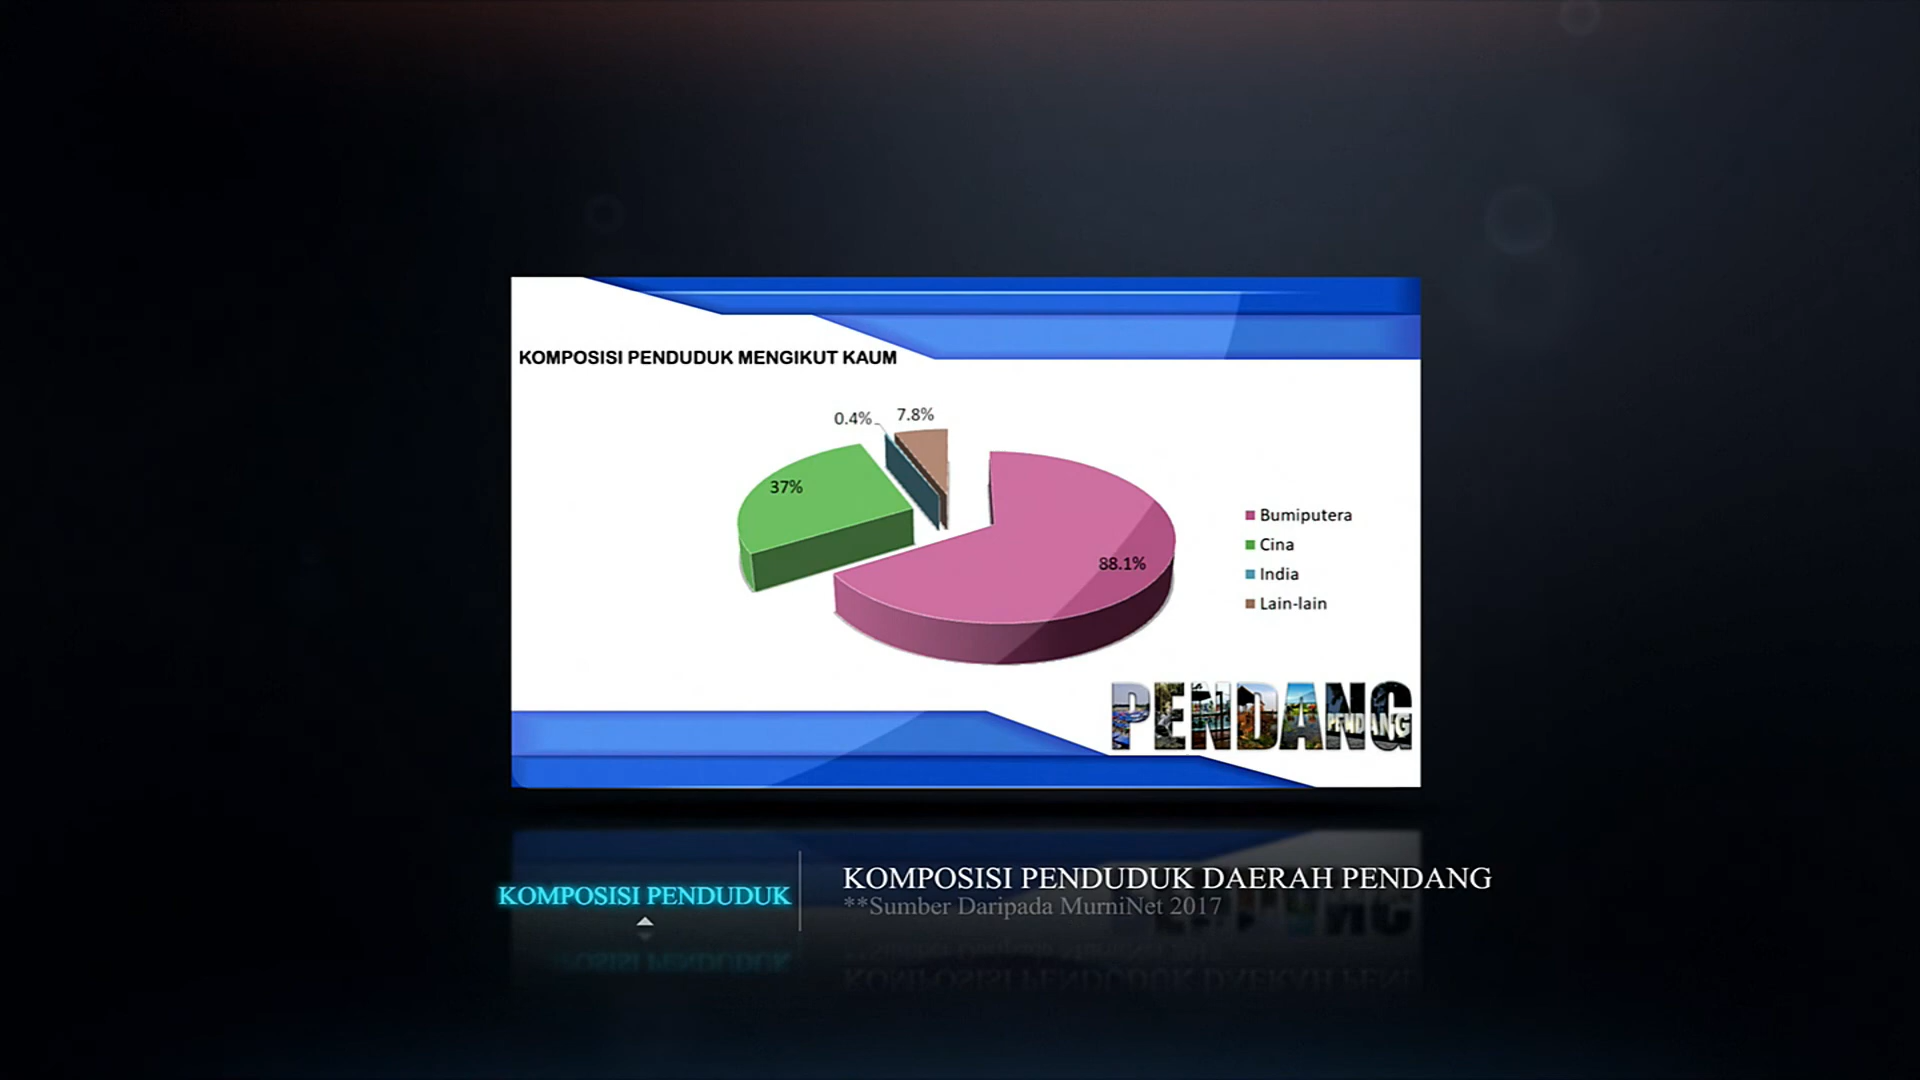 KOMPOSISI PENDUDUK MENGIKUT KAUM
0.4%
7.8%
37%
88.1%
Bumiputera
Cina
India
Lain-lain
PENDANG
PENDANG
KOMPOSISI PENDUDUK
KOMPOSISI PENDUDUK DAERAH PENDANG
**Sumber Daripada MurniNet 2017